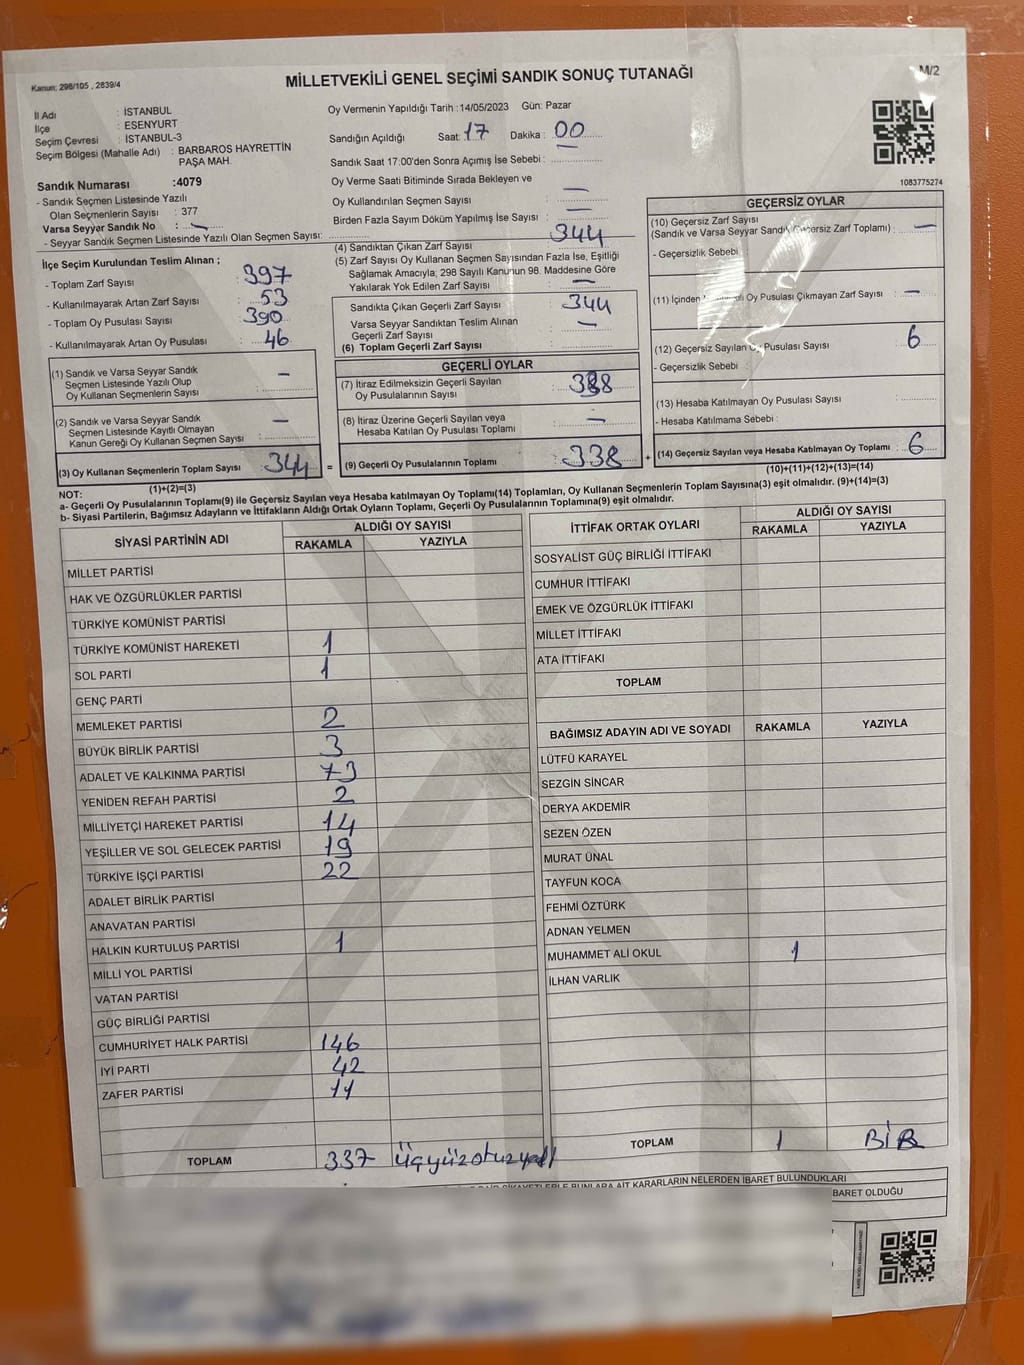 Kanun; 298/105 , 2839/4
MİLLETVEKİLİ GENEL SEÇİMİ SANDIK SONUÇ TUTANAĞI
M/2
İl Adı : İSTANBUL
İlçe : ESENYURT
Seçim Çevresi : İSTANBUL-3
Seçim Bölgesi (Mahalle Adı) : BARBAROS HAYRETTİN
PAŞA MAH.
Sandık Numarası :4079
- Sandık Seçmen Listesinde Yazılı
Olan Seçmenlerin Sayısı : 377
Varsa Seyyar Sandık No :
- Seyyar Sandık Seçmen Listesinde Yazılı Olan Seçmen Sayısı:
Oy Vermenin Yapıldığı Tarih :14/05/2023 Gün: Pazar
Sandığın Açıldığı Saat: 17 Dakika : 00
Sandık Saat 17:00'den Sonra Açımış İse Sebebi :
Oy Verme Saati Bitiminde Sırada Bekleyen ve
Oy Kullandırılan Seçmen Sayısı —
Birden Fazla Sayım Döküm Yapılmış İse Sayısı : —
1083775274
İlçe Seçim Kurulundan Teslim Alınan ;
- Toplam Zarf Sayısı : 397
- Kullanılmayarak Artan Zarf Sayısı : 53
- Toplam Oy Pusulası Sayısı : 390
- Kullanılmayarak Artan Oy Pusulası : 46
(1) Sandık ve Varsa Seyyar Sandık
Seçmen Listesinde Yazılı Olup
Oy Kullanan Seçmenlerin Sayısı : —
(2) Sandık ve Varsa Seyyar Sandık
Seçmen Listesinde Kayıtlı Olmayan
Kanun Gereği Oy Kullanan Seçmen Sayısı : —
(3) Oy Kullanan Seçmenlerin Toplam Sayısı : 344
(1)+(2)=(3)
(4) Sandıktan Çıkan Zarf Sayısı 344
(5) Zarf Sayısı Oy Kullanan Seçmen Sayısından Fazla İse, Eşitliği
Sağlamak Amacıyla; 298 Sayılı Kanunun 98. Maddesine Göre
Yakılarak Yok Edilen Zarf Sayısı : —
Sandıkta Çıkan Geçerli Zarf Sayısı : 344
Varsa Seyyar Sandıktan Teslim Alınan
Geçerli Zarf Sayısı : —
(6) Toplam Geçerli Zarf Sayısı :
GEÇERLİ OYLAR
(7) İtiraz Edilmeksizin Geçerli Sayılan
Oy Pusulalarının Sayısı : 338
(8) İtiraz Üzerine Geçerli Sayılan veya
Hesaba Katılan Oy Pusulası Toplamı : —
= (9) Geçerli Oy Pusulalarının Toplamı : 338
GEÇERSİZ OYLAR
(10) Geçersiz Zarf Sayısı
(Sandık ve Varsa Seyyar Sandık Geçersiz Zarf Toplamı) : —
- Geçersizlik Sebebi
(11) İçinden Oy Pusulası Çıkmayan Zarf Sayısı : —
(12) Geçersiz Sayılan Oy Pusulası Sayısı : 6
- Geçersizlik Sebebi :
(13) Hesaba Katılmayan Oy Pusulası Sayısı :
- Hesaba Katılmama Sebebi :
+ (14) Geçersiz Sayılan veya Hesaba Katılmayan Oy Toplamı : 6
(10)+(11)+(12)+(13)=(14)
NOT:
a- Geçerli Oy Pusulalarının Toplamı(9) ile Geçersiz Sayılan veya Hesaba katılmayan Oy Toplamı(14) Toplamları, Oy Kullanan Seçmenlerin Toplam Sayısına(3) eşit olmalıdır. (9)+(14)=(3)
b- Siyasi Partilerin, Bağımsız Adayların ve İttifakların Aldığı Ortak Oyların Toplamı, Geçerli Oy Pusulalarının Toplamına(9) eşit olmalıdır.
SİYASİ PARTİNİN ADI ALDIĞI OY SAYISI
RAKAMLA YAZIYLA
MİLLET PARTİSİ
HAK VE ÖZGÜRLÜKLER PARTİSİ
TÜRKİYE KOMÜNİST PARTİSİ
TÜRKİYE KOMÜNİST HAREKETİ 1
SOL PARTİ 1
GENÇ PARTİ
MEMLEKET PARTİSİ 2
BÜYÜK BİRLİK PARTİSİ 3
ADALET VE KALKINMA PARTİSİ 73
YENİDEN REFAH PARTİSİ 2
MİLLİYETÇİ HAREKET PARTİSİ 14
YEŞİLLER VE SOL GELECEK PARTİSİ 19
TÜRKİYE İŞÇİ PARTİSİ 22
ADALET BİRLİK PARTİSİ
ANAVATAN PARTİSİ
HALKIN KURTULUŞ PARTİSİ 1
MİLLİ YOL PARTİSİ
VATAN PARTİSİ
GÜÇ BİRLİĞİ PARTİSİ
CUMHURİYET HALK PARTİSİ 146
İYİ PARTİ 42
ZAFER PARTİSİ 11
TOPLAM 337 üçyüzotuzyedi
İTTİFAK ORTAK OYLARI ALDIĞI OY SAYISI
RAKAMLA YAZIYLA
SOSYALİST GÜÇ BİRLİĞİ İTTİFAKI
CUMHUR İTTİFAKI
EMEK VE ÖZGÜRLÜK İTTİFAKI
MİLLET İTTİFAKI
ATA İTTİFAKI
TOPLAM
BAĞIMSIZ ADAYIN ADI VE SOYADI RAKAMLA YAZIYLA
LÜTFÜ KARAYEL
SEZGİN SİNCAR
DERYA AKDEMİR
SEZEN ÖZEN
MURAT ÜNAL
TAYFUN KOCA
FEHMİ ÖZTÜRK
ADNAN YELMEN
MUHAMMET ALİ OKUL 1
İLHAN VARLIK
TOPLAM 1 BİR
BUNLARA AİT KARARLARIN NELERDEN İBARET BULUNDUKLARI
BARET OLDUĞU